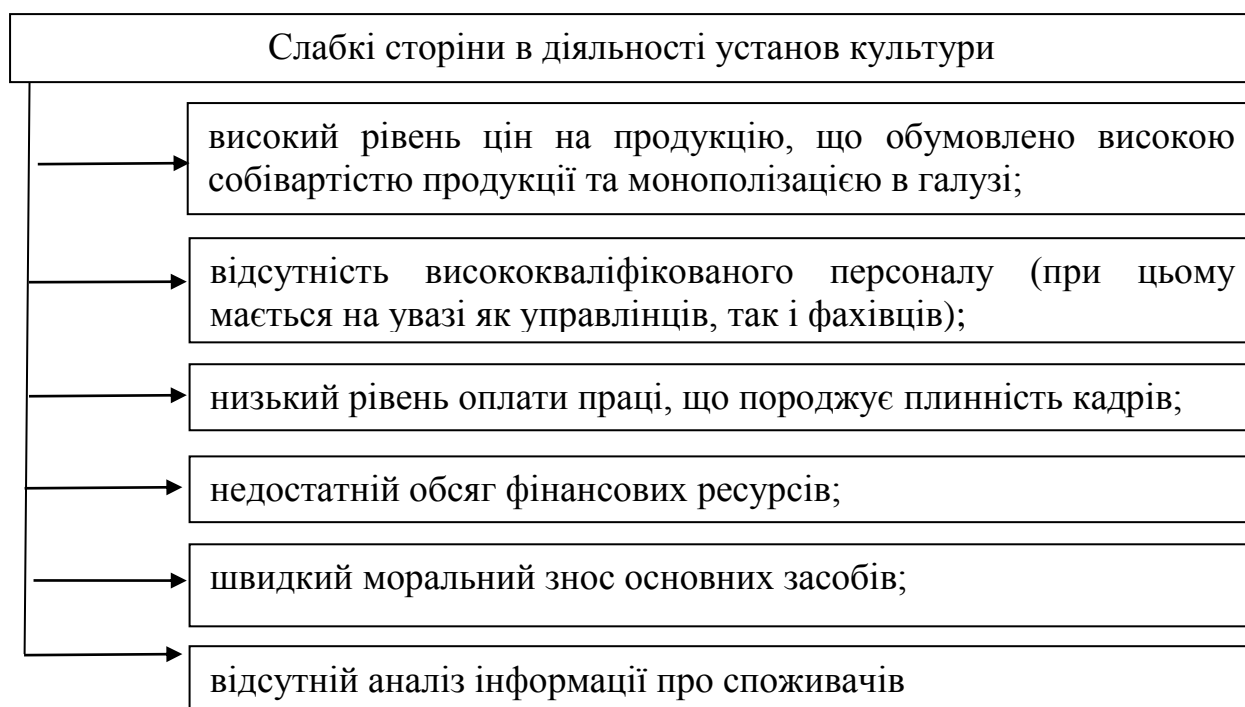 Слабкі сторіни в діяльності установ культури
високий рівень цін на продукцію, що обумовлено високою
собівартістю продукції та монополізацією в галузі;
відсутність висококваліфікованого персоналу (при цьому
мається на увазі як управлінців, так і фахівців);
низький рівень оплати праці, що породжує плинність кадрів;
недостатній обсяг фінансових ресурсів;
швидкий моральний знос основних засобів;
відсутній аналіз інформації про споживачів